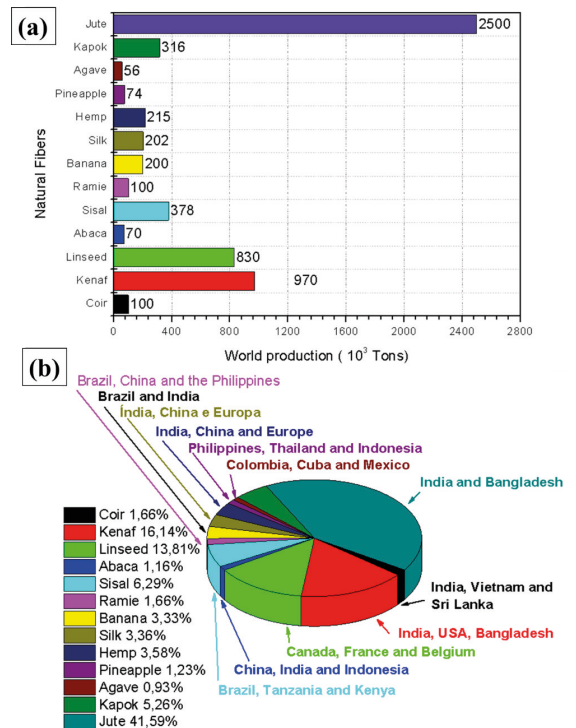 (a)
Natural Fibers
Jute 2500
Kapok 316
Agave 56
Pineapple 74
Hemp 215
Silk 202
Banana 200
Ramie 100
Sisal 378
Abaca 70
Linseed 830
Kenaf 970
Coir 100
0 400 800 1200 1600 2000 2400 2800
World production ( 10³ Tons)
(b)
Brazil, China and the Philippines
Brazil and India
Índia, China e Europa
India, China and Europe
Philippines, Thailand and Indonesia
Colombia, Cuba and Mexico
India and Bangladesh
Coir 1,66%
Kenaf 16,14%
Linseed 13,81%
Abaca 1,16%
Sisal 6,29%
Ramie 1,66%
Banana 3,33%
Silk 3,36%
Hemp 3,58%
Pineapple 1,23%
Agave 0,93%
Kapok 5,26%
Jute 41,59%
India, Vietnam and
Sri Lanka
India, USA, Bangladesh
Canada, France and Belgium
China, India and Indonesia
Brazil, Tanzania and Kenya